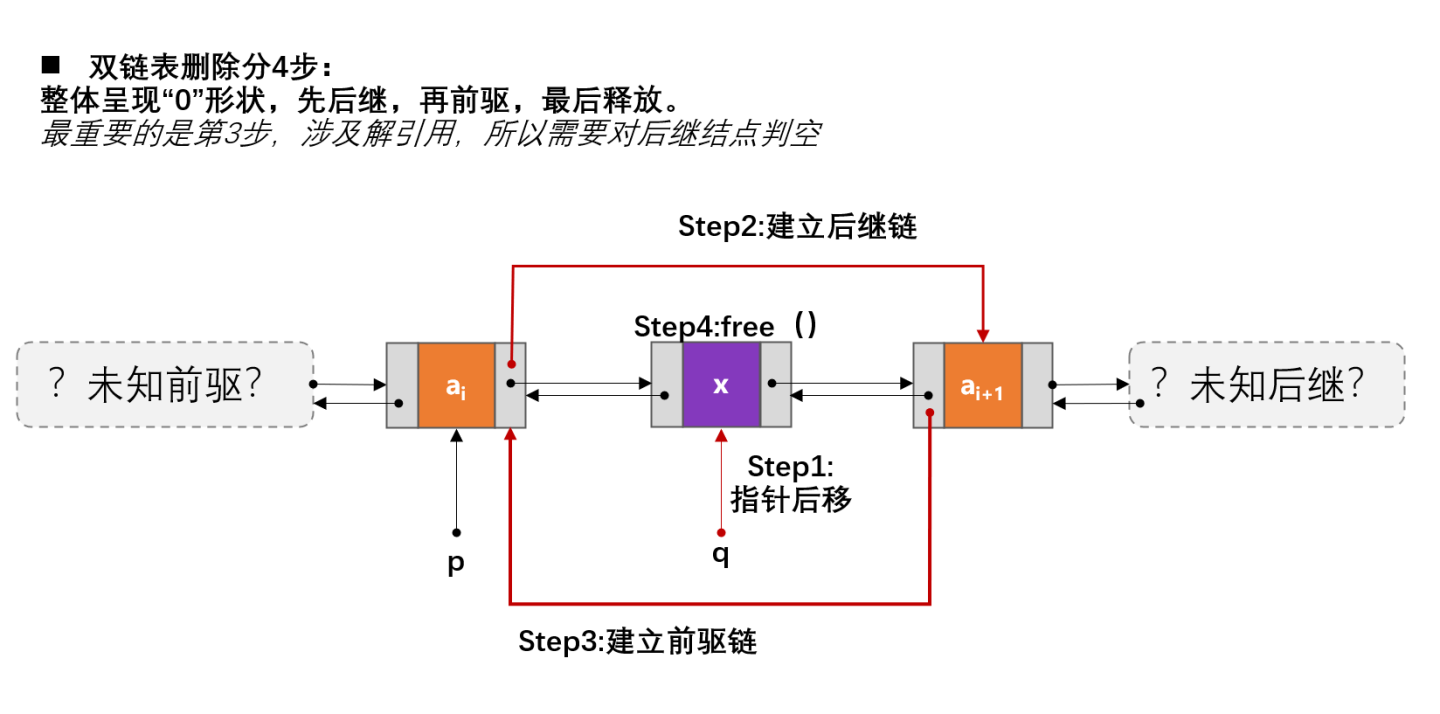 ■ 双链表删除分4步：
整体呈现“0”形状，先后继，再前驱，最后释放。
最重要的是第3步，涉及解引用，所以需要对后继结点判空
Step2:建立后继链
Step4:free（）
？未知前驱？
ai
x
ai+1
？未知后继？
Step1:
指针后移
p
q
Step3:建立前驱链